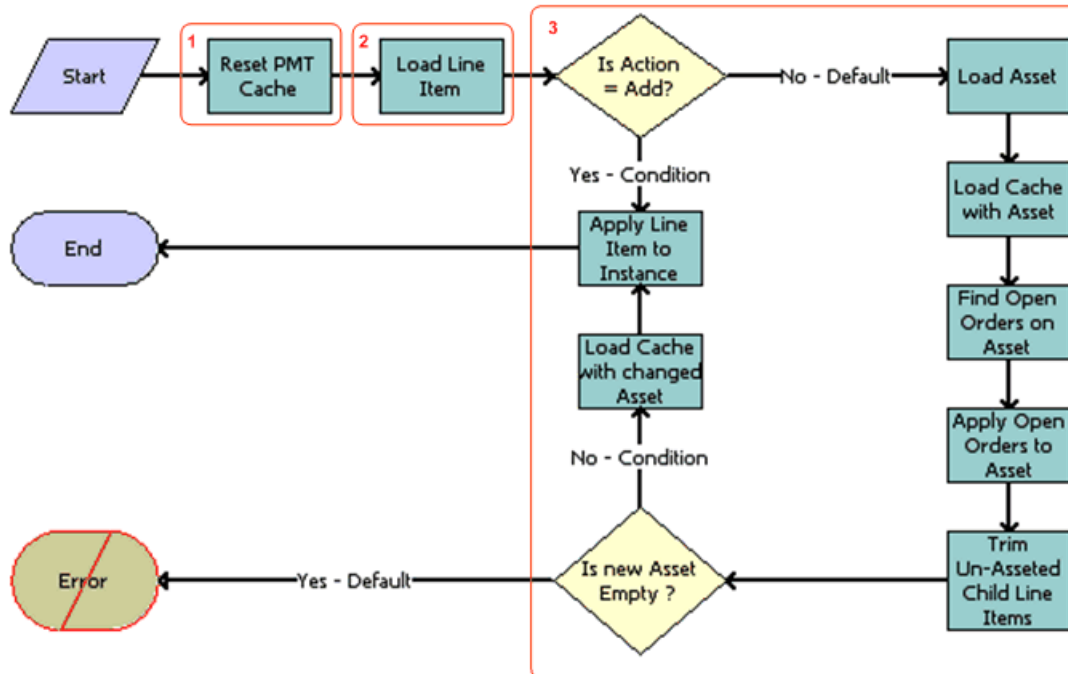 1
2
3
Start
Reset PMT
Cache
Load Line
Item
Is Action
= Add?
No - Default
Load Asset
Yes - Condition
Load Cache
with Asset
End
Apply Line
Item to
Instance
Find Open
Orders on
Asset
Load Cache
with changed
Asset
Apply Open
Orders to
Asset
No - Condition
Error
Yes - Default
Is new Asset
Empty ?
Trim
Un-Asseted
Child Line
Items